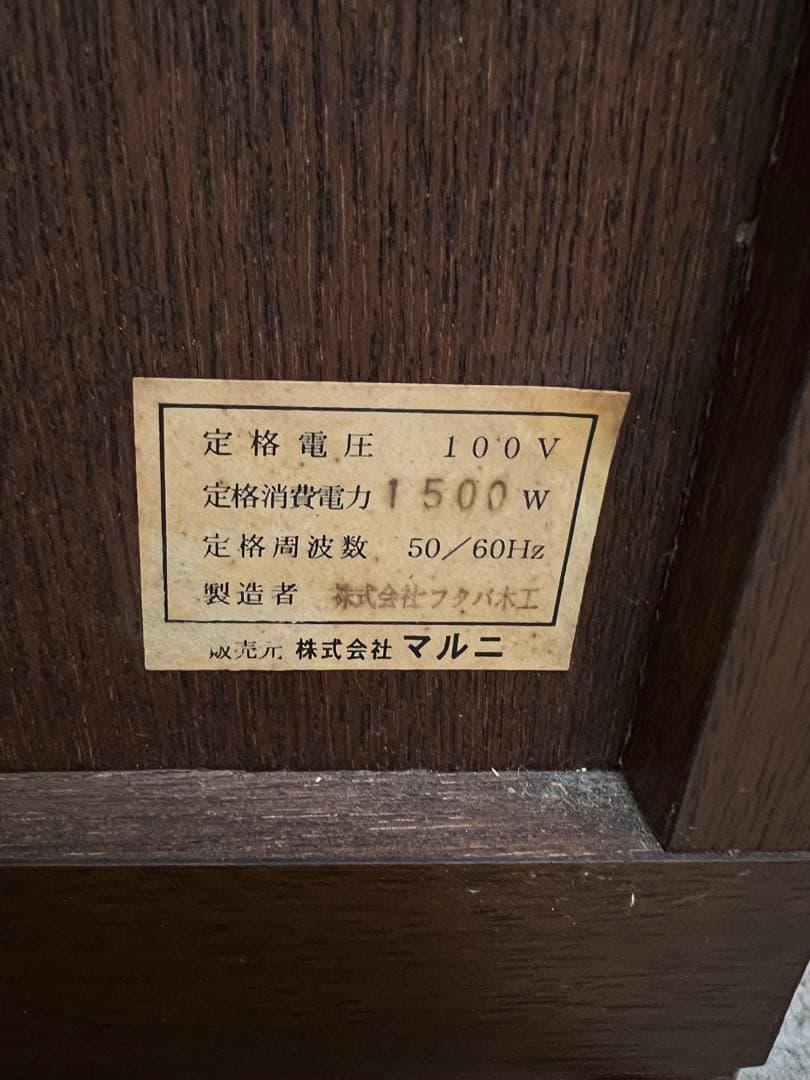 定格電圧 100V
定格消費電力 1500W
定格周波数 50/60Hz
製造者 株式会社フタバ木工
販売元 株式会社マルニ